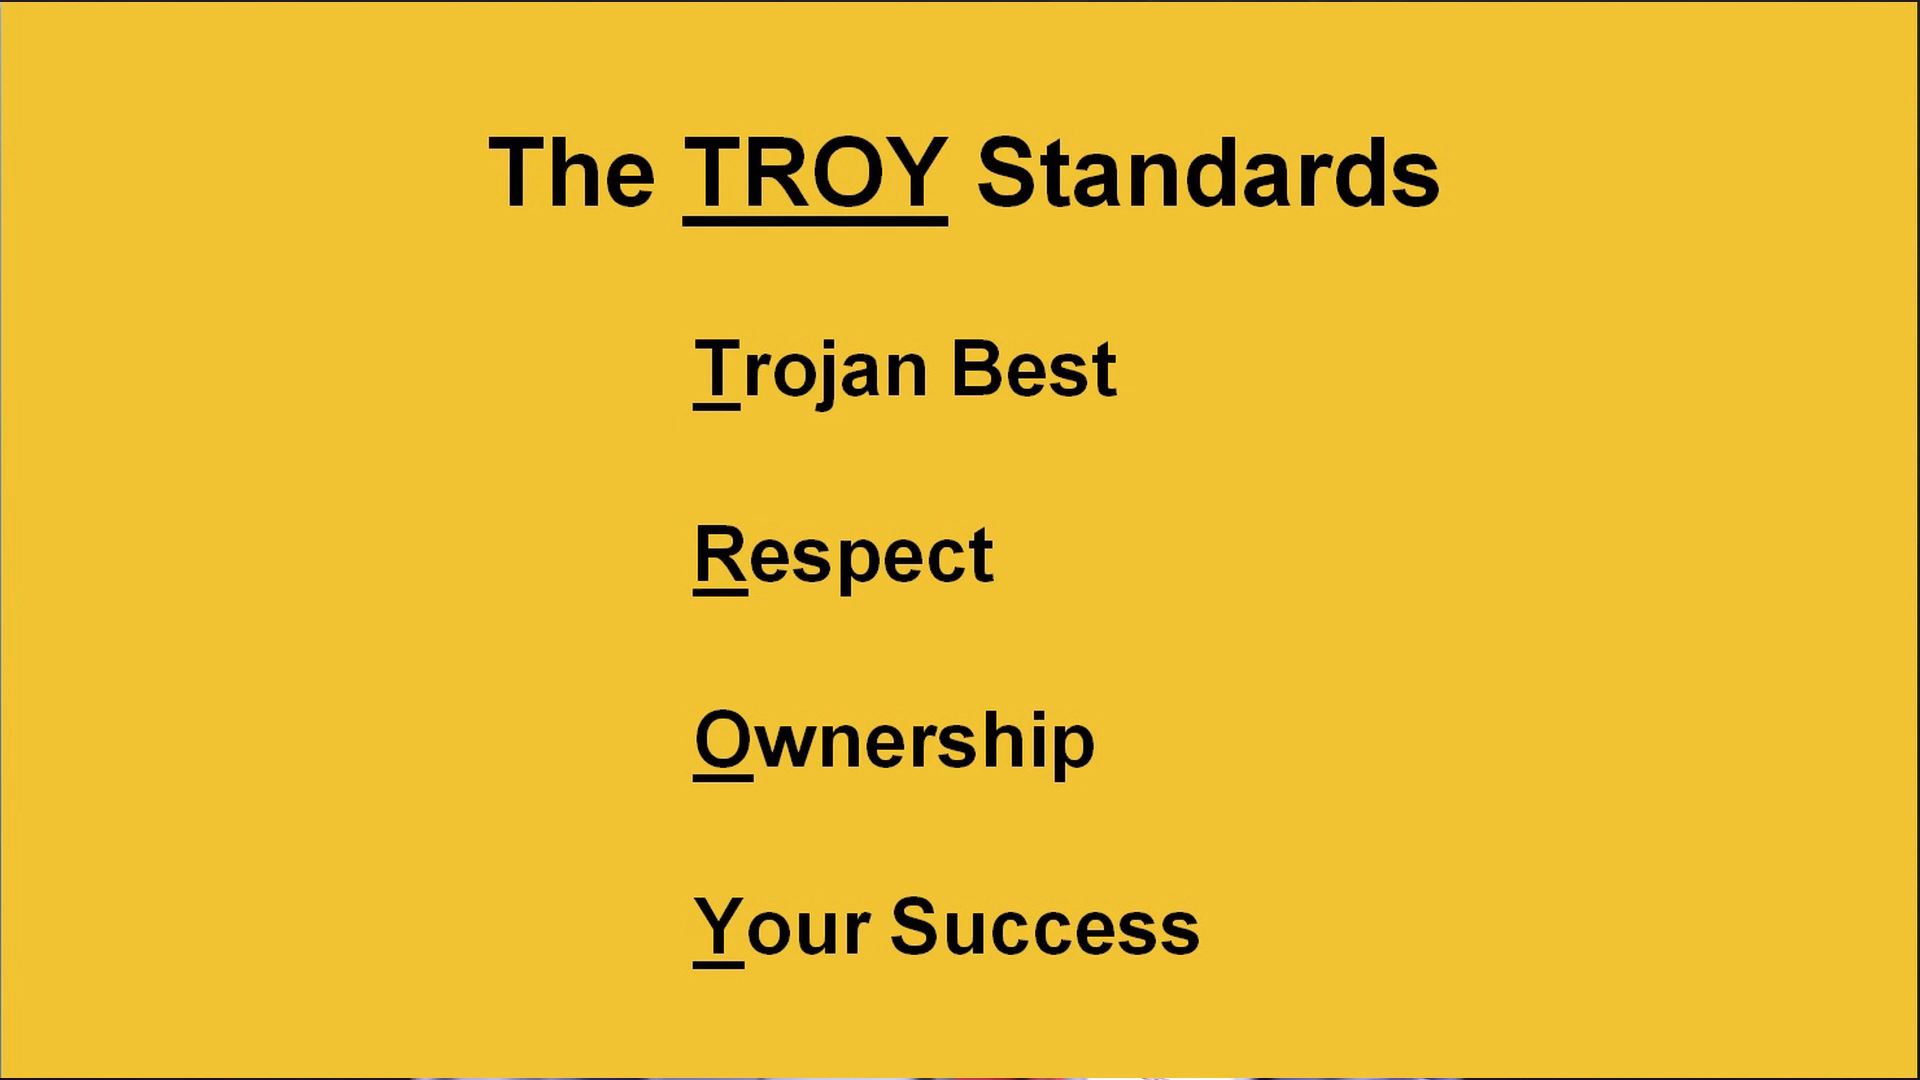 The TROY Standards
Trojan Best
Respect
Ownership
Your Success